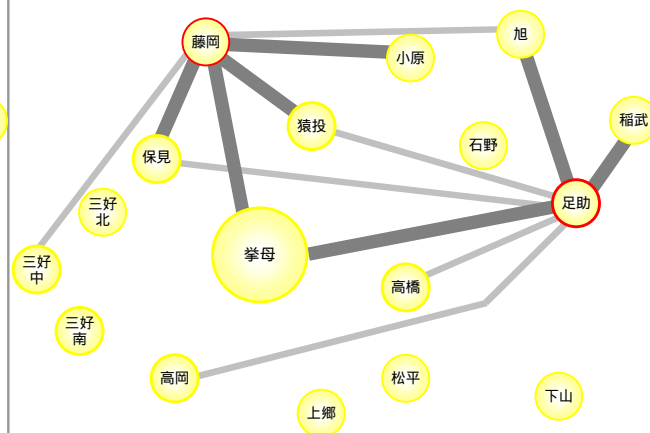 藤岡
小原
旭
稲武
猿投
石野
保見
三好
北
足助
挙母
三好
中
高橋
三好
南
高岡
松平
下山
上郷